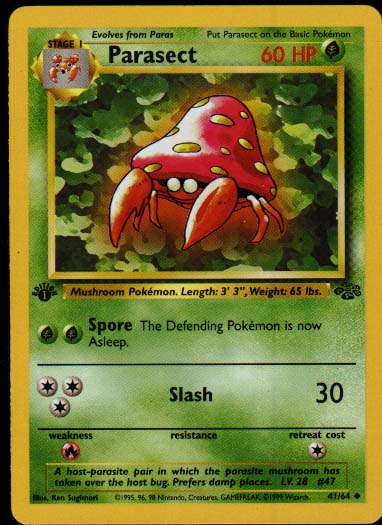 Evolves from Paras Put Parasect on the Basic Pokémon
STAGE 1
Parasect 60 HP
EDITION
1
Mushroom Pokémon. Length: 3' 3", Weight: 65 lbs.
Spore The Defending Pokémon is now
Asleep.
Slash 30
weakness resistance retreat cost
A host-parasite pair in which the parasite mushroom has
taken over the host bug. Prefers damp places. LV. 28 #47
Illus. Ken Sugimori ©1995, 96, 98 Nintendo, Creatures, GAMEFREAK. ©1999 Wizards. 41/64